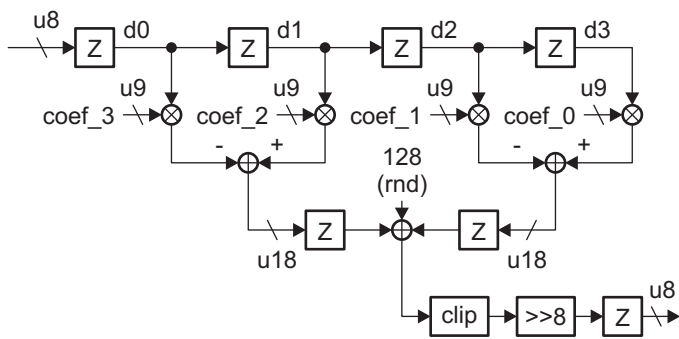 u8 Z d0 Z d1 Z d2 Z d3
u9 u9 u9 u9
coef_3 coef_2 coef_1 coef_0
- + - +
128
(rnd)
Z Z
u18 u18
u8
clip >>8 Z